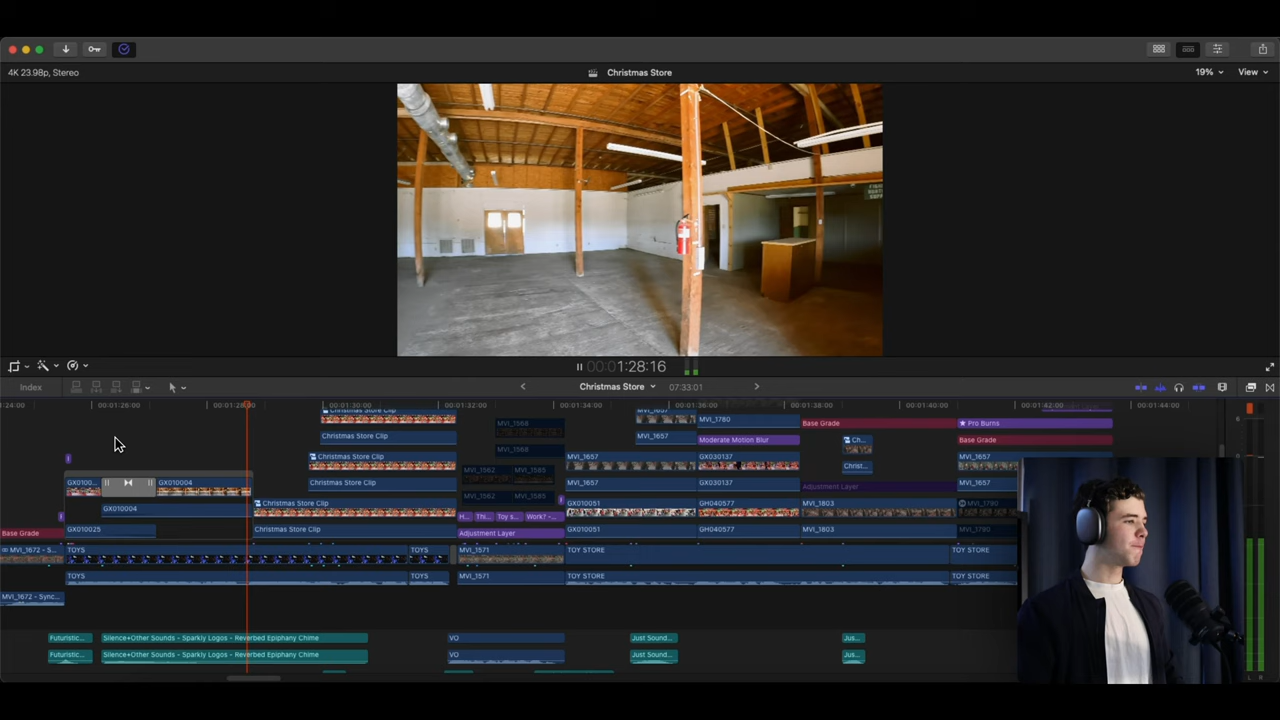 4K 23.98p, Stereo
Christmas Store
19%
View
00:00:01:28:16
Index
Christmas Store
07:33:01
00:01:26:00
00:01:28:00
00:01:30:00
00:01:32:00
00:01:34:00
00:01:36:00
00:01:38:00
00:01:40:00
00:01:42:00
00:01:44:00
Christmas Store Clip
MVI_1568
MVI_1657
MVI_1780
Base Grade
Pro Burns
Christmas Store Clip
MVI_1568
MVI_1657
Moderate Motion Blur
Ch...
Base Grade
Christmas Store Clip
MVI_1657
GX030137
MVI_1657
MVI_1562
MVI_1585
Christ...
GX0100...
GX010004
Christmas Store Clip
MVI_1657
GX030137
Adjustment Layer
MVI_1657
MVI_1562
MVI_1585
GX010004
Christmas Store Clip
GX010051
GH040577
MVI_1803
MVI_1790
H...
Thi...
Toy s...
Work? -...
Base Grade
GX010025
Christmas Store Clip
Adjustment Layer
GX010051
GH040577
MVI_1803
MVI_1790
MVI_1672 - S...
TOYS
TOYS
MVI_1571
TOY STORE
TOY STORE
TOYS
TOYS
MVI_1571
TOY STORE
TOY STORE
MVI_1672 - Sync...
Futuristic...
Silence+Other Sounds - Sparkly Logos - Reverbed Epiphany Chime
VO
Just Sound...
Jus...
Futuristic...
Silence+Other Sounds - Sparkly Logos - Reverbed Epiphany Chime
VO
Just Sound...
Jus...
L R